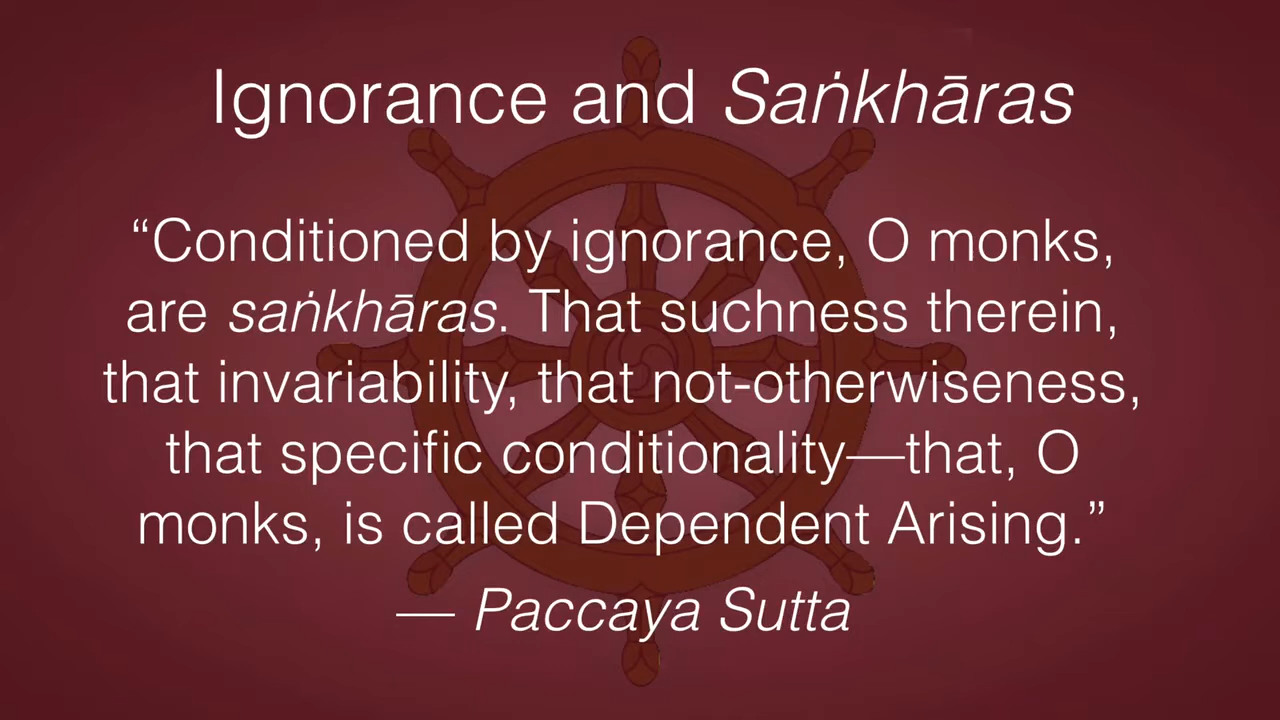 Ignorance and Saṅkhāras
“Conditioned by ignorance, O monks,
are saṅkhāras. That suchness therein,
that invariability, that not-otherwiseness,
that specific conditionality—that, O
monks, is called Dependent Arising.”
— Paccaya Sutta